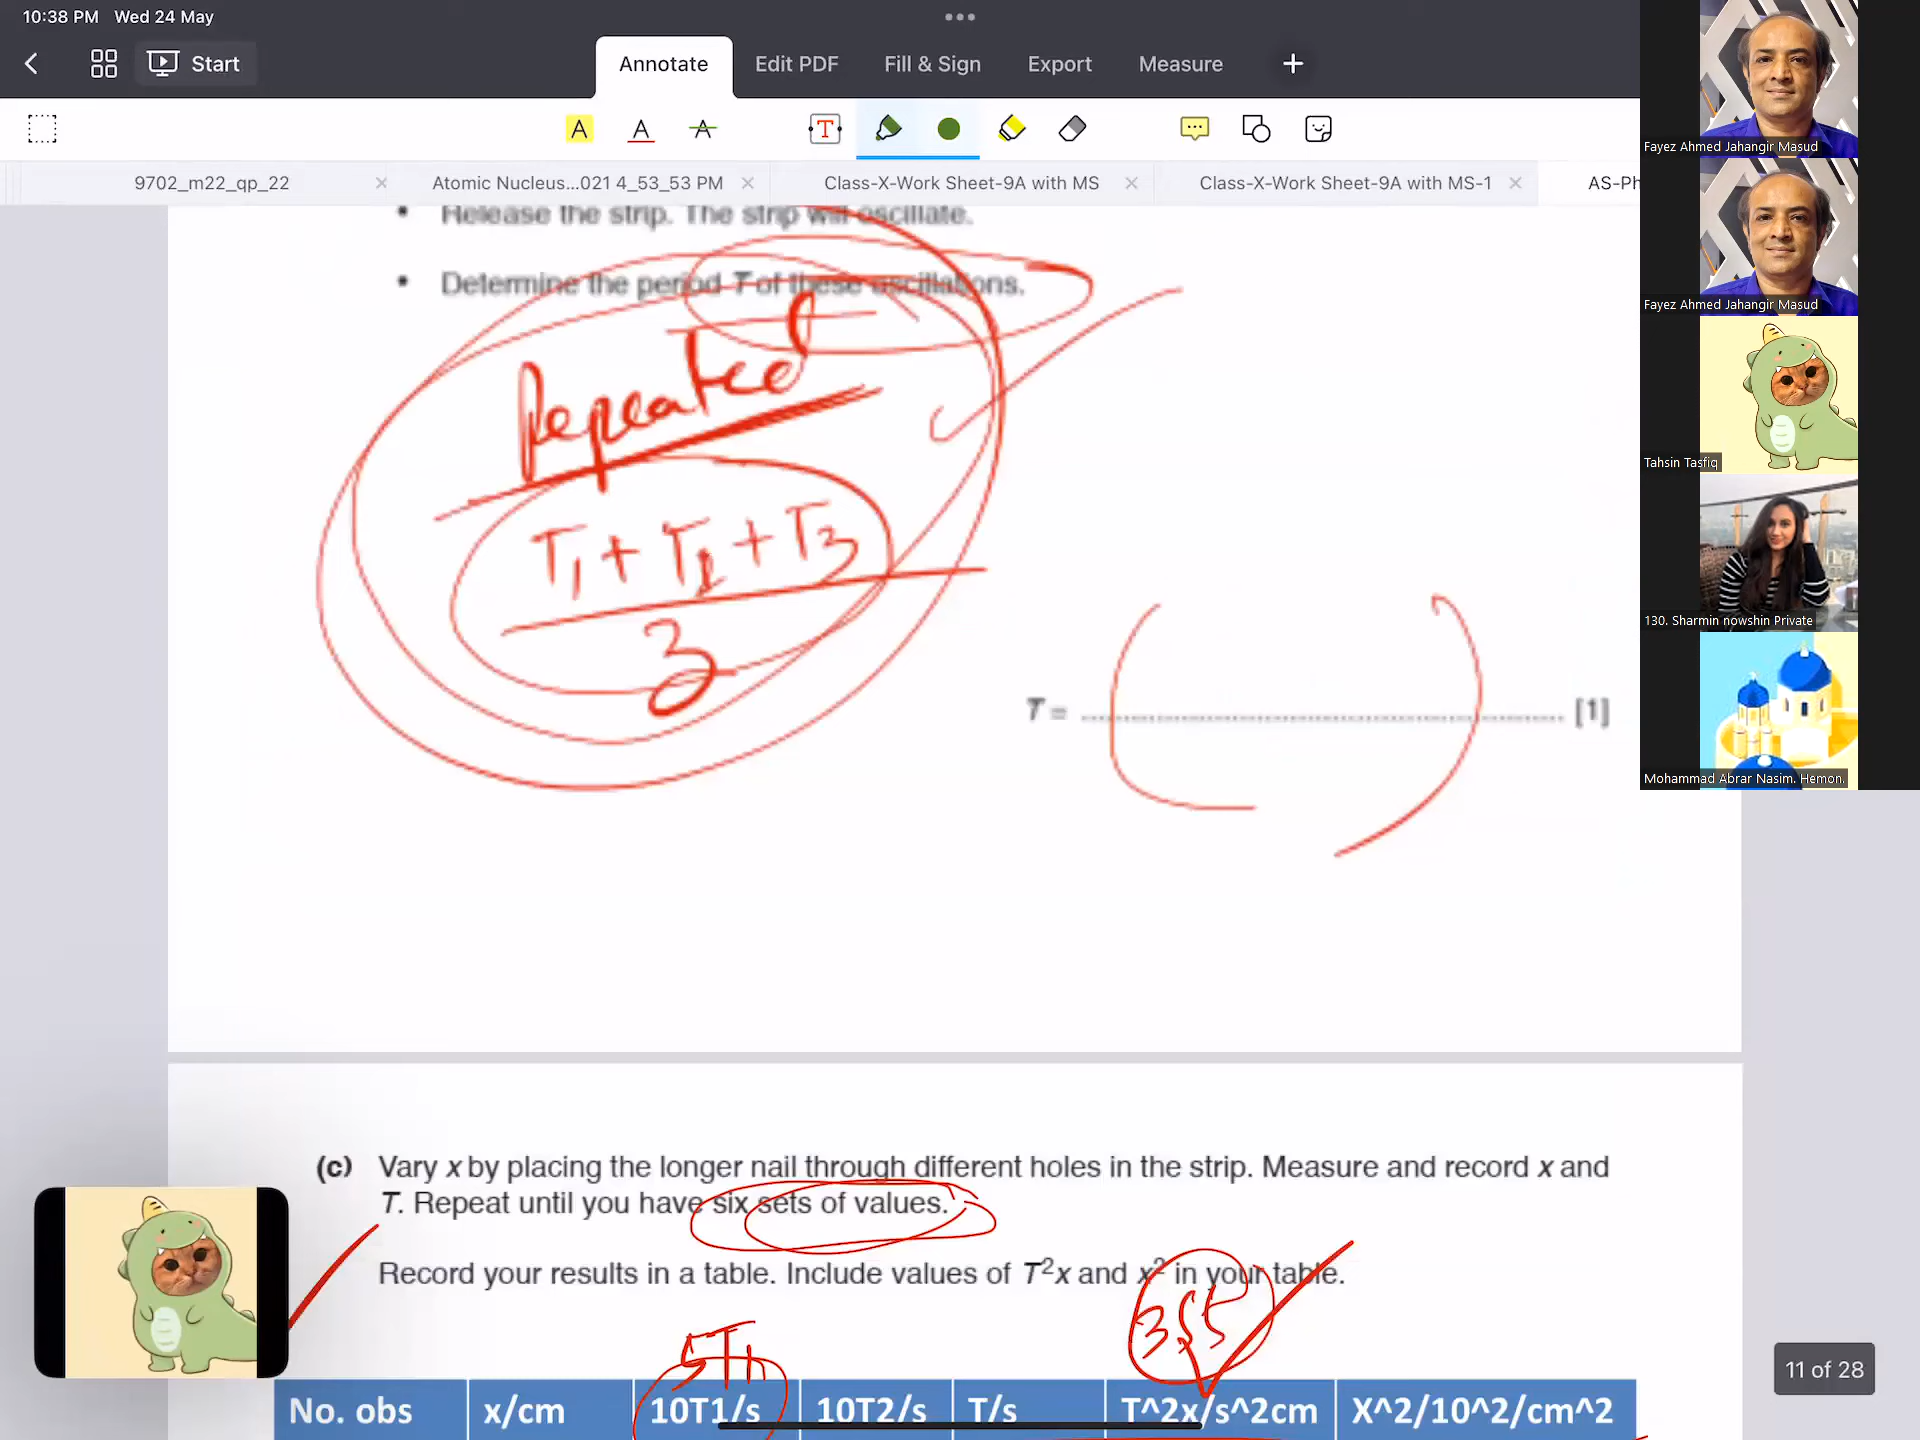 10:38 PM Wed 24 May
Start
Annotate Edit PDF Fill & Sign Export Measure
A A A T
9702_m22_qp_22 Atomic Nucleus...021 4_53_53 PM Class-X-Work Sheet-9A with MS Class-X-Work Sheet-9A with MS-1 AS-Ph
• Release the strip. The strip will oscillate.
• Determine the period T of these oscillations.
Repeated
T1 + T2 + T3
3
T = ........................................ [1]
(c) Vary x by placing the longer nail through different holes in the strip. Measure and record x and
T. Repeat until you have six sets of values.
Record your results in a table. Include values of T²x and x² in your table.
5T1
3sf
No. obs x/cm 10T1/s 10T2/s T/s T^2x/s^2cm X^2/10^2/cm^2
11 of 28
Fayez Ahmed Jahangir Masud
Fayez Ahmed Jahangir Masud
Tahsin Tasfiq
130. Sharmin nowshin Private
Mohammad Abrar Nasim. Hemon.